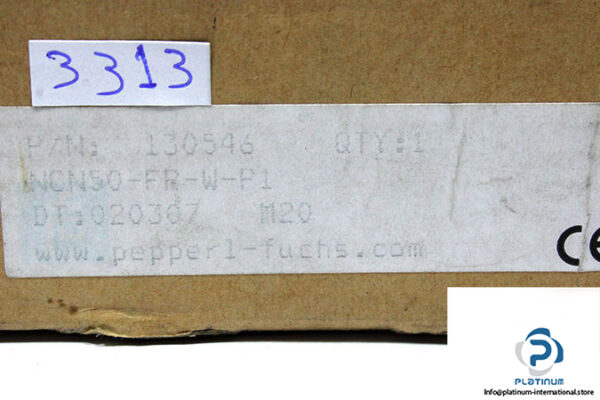 3313
P/N: 130546 QTY:1
NCN50-FR-W-P1
DT:020307 M20
www.pepperl-fuchs.com
CE
PLATINUM
Info@platinum-international.store